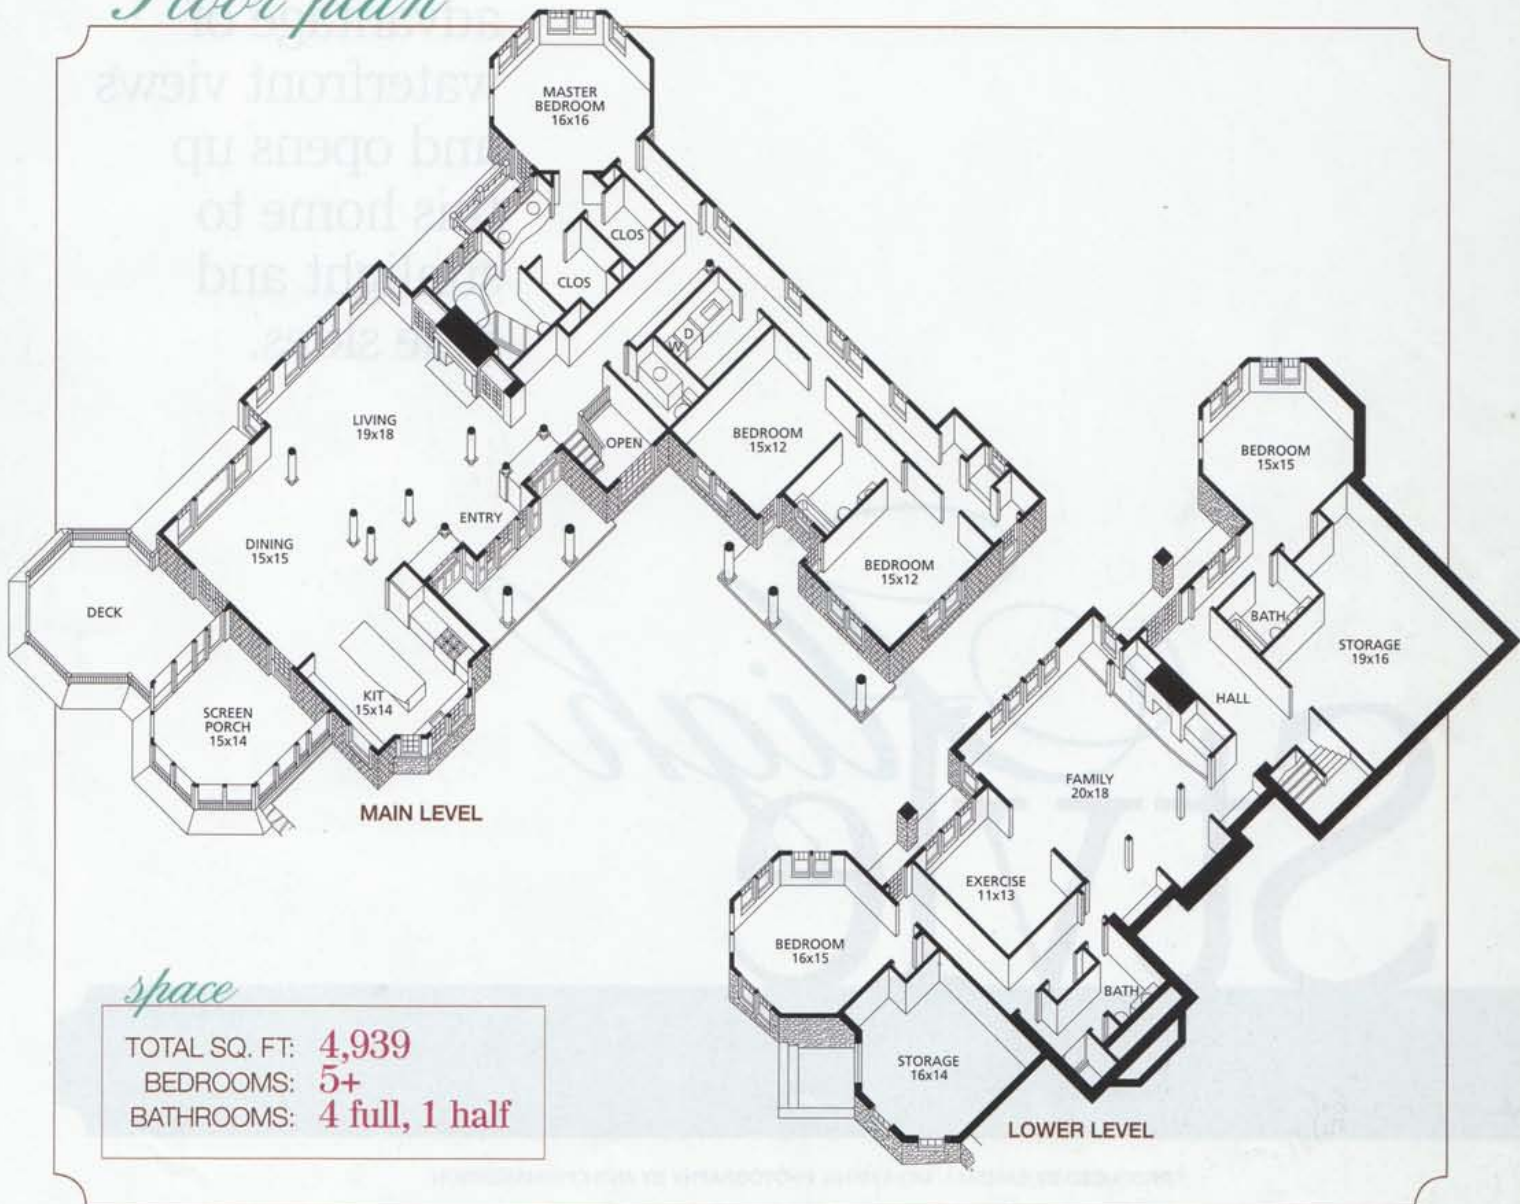 Floor plan
MASTER
BEDROOM
16x16
CLOS
CLOS
D
W
LIVING
19x18
OPEN
BEDROOM
15x12
ENTRY
DINING
15x15
BEDROOM
15x12
DECK
KIT
15x14
SCREEN
PORCH
15x14
MAIN LEVEL
BEDROOM
15x15
BATH
STORAGE
19x16
HALL
FAMILY
20x18
EXERCISE
11x13
BEDROOM
16x15
BATH
STORAGE
16x14
LOWER LEVEL
space
TOTAL SQ. FT: 4,939
BEDROOMS: 5+
BATHROOMS: 4 full, 1 half